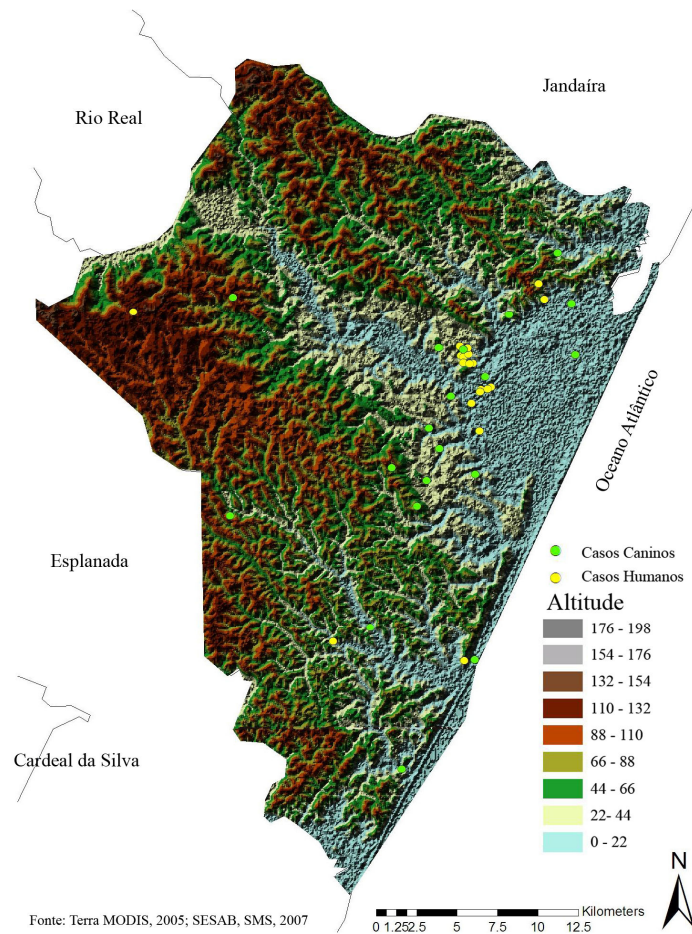 Jandaíra
Rio Real
Oceano Atlântico
Esplanada
Casos Caninos
Casos Humanos
Altitude
176 - 198
154 - 176
132 - 154
110 - 132
88 - 110
66 - 88
44 - 66
22- 44
0 - 22
Cardeal da Silva
N
Kilometers
0 1.252.5 5 7.5 10 12.5
Fonte: Terra MODIS, 2005; SESAB, SMS, 2007